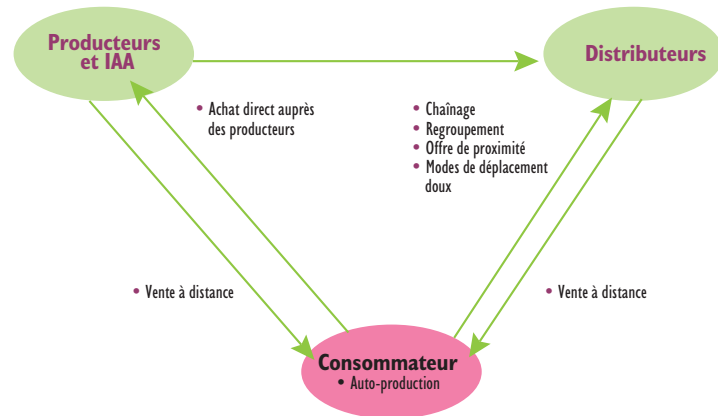 Producteurs
et IAA
Distributeurs
• Achat direct auprès
des producteurs
• Chaînage
• Regroupement
• Offre de proximité
• Modes de déplacement
doux
• Vente à distance
• Vente à distance
Consommateur
• Auto-production